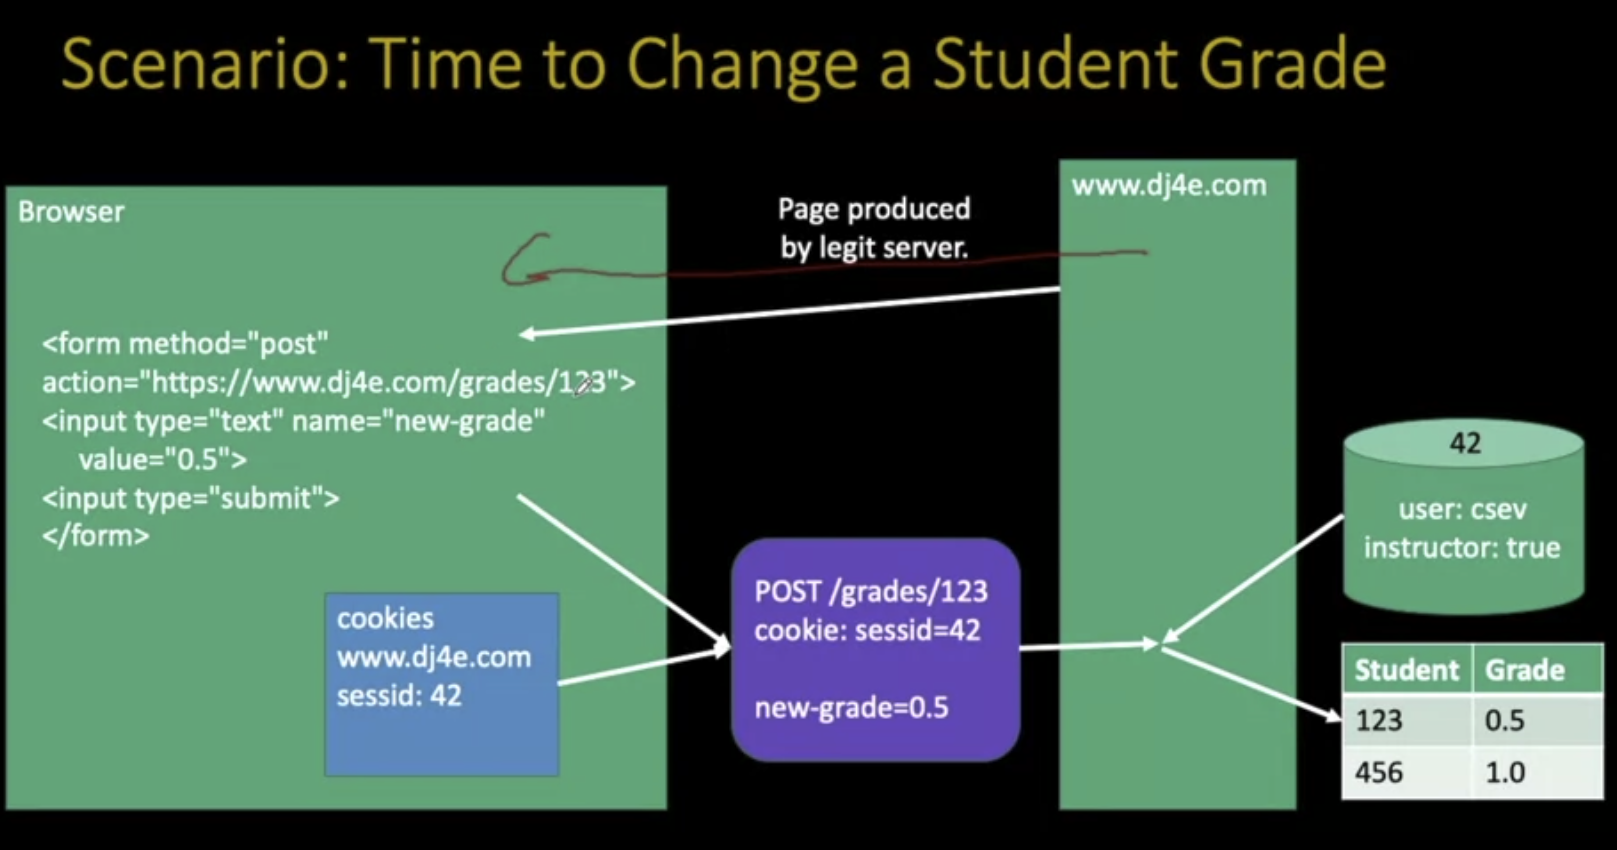 Scenario: Time to Change a Student Grade
Browser
Page produced
by legit server.
www.dj4e.com
<form method="post"
action="https://www.dj4e.com/grades/123">
<input type="text" name="new-grade"
value="0.5">
<input type="submit">
</form>
cookies
www.dj4e.com
sessid: 42
POST /grades/123
cookie: sessid=42
new-grade=0.5
42
user: csev
instructor: true
Student Grade
123 0.5
456 1.0